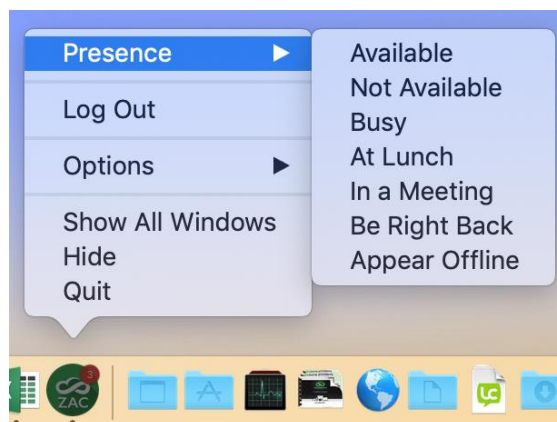 Presence
Log Out
Options
Show All Windows
Hide
Quit
Available
Not Available
Busy
At Lunch
In a Meeting
Be Right Back
Appear Offline
3
ZAC